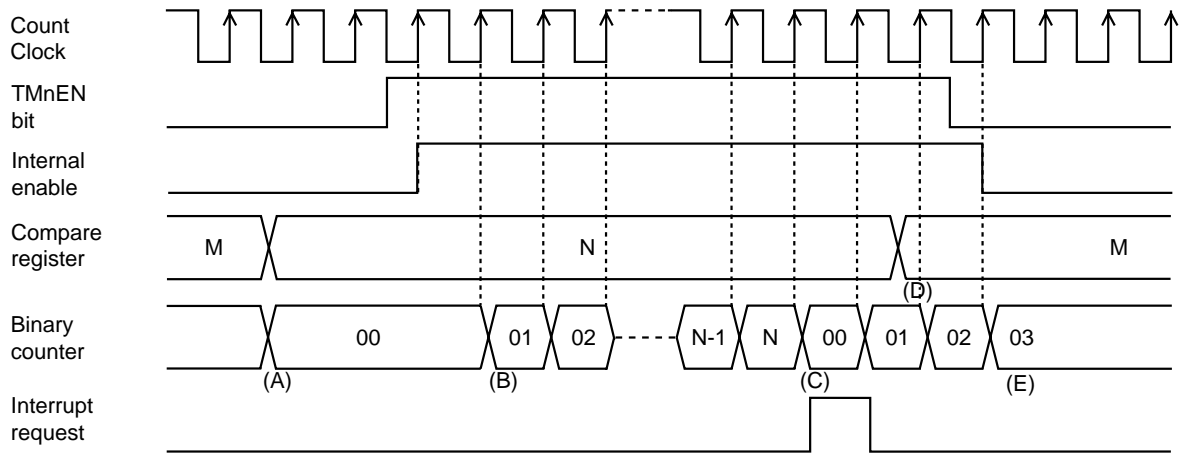 Count
Clock
TMnEN
bit
Internal
enable
Compare
register
M
N
M
(D)
Binary
counter
00
01
02
N-1
N
00
01
02
03
(A)
(B)
(C)
(E)
Interrupt
request